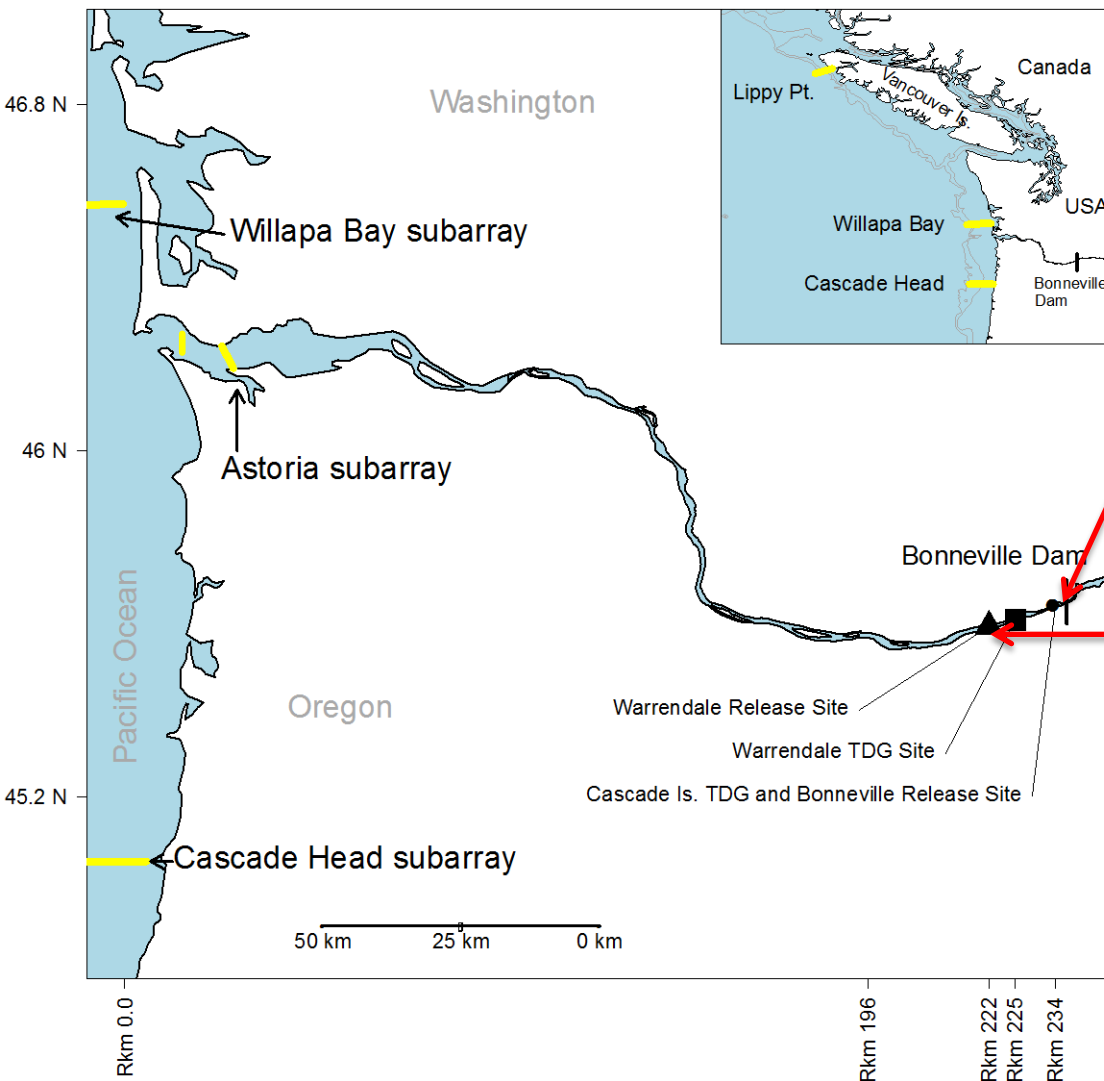 46.8 N
46 N
45.2 N
Washington
Willapa Bay subarray
Astoria subarray
Pacific Ocean
Oregon
Cascade Head subarray
Bonneville Dam
Warrendale Release Site
Warrendale TDG Site
Cascade Is. TDG and Bonneville Release Site
50 km
25 km
0 km
Canada
Vancouver Is.
Lippy Pt.
USA
Willapa Bay
Cascade Head
Bonneville
Dam
Rkm 0.0
Rkm 196
Rkm 222
Rkm 225
Rkm 234